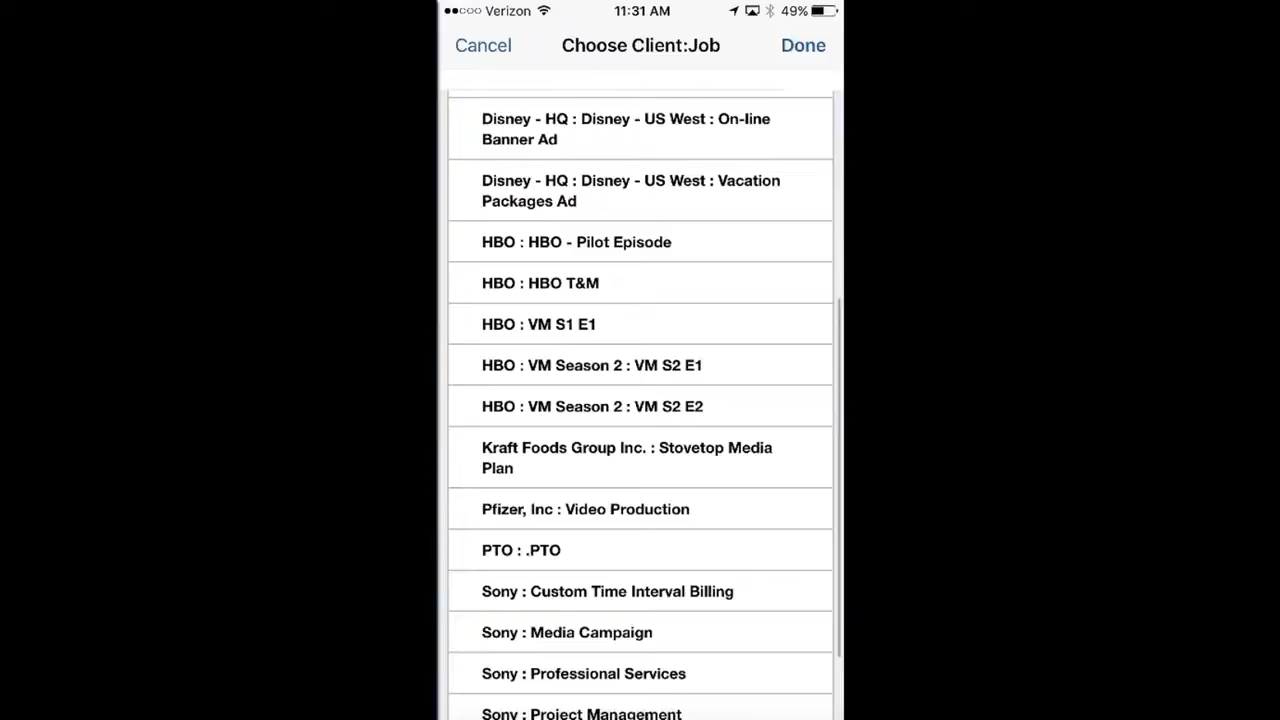 Verizon 11:31 AM 49%
Cancel Choose Client:Job Done
Disney - HQ : Disney - US West : On-line
Banner Ad
Disney - HQ : Disney - US West : Vacation
Packages Ad
HBO : HBO - Pilot Episode
HBO : HBO T&M
HBO : VM S1 E1
HBO : VM Season 2 : VM S2 E1
HBO : VM Season 2 : VM S2 E2
Kraft Foods Group Inc. : Stovetop Media
Plan
Pfizer, Inc : Video Production
PTO : .PTO
Sony : Custom Time Interval Billing
Sony : Media Campaign
Sony : Professional Services
Sony : Project Management